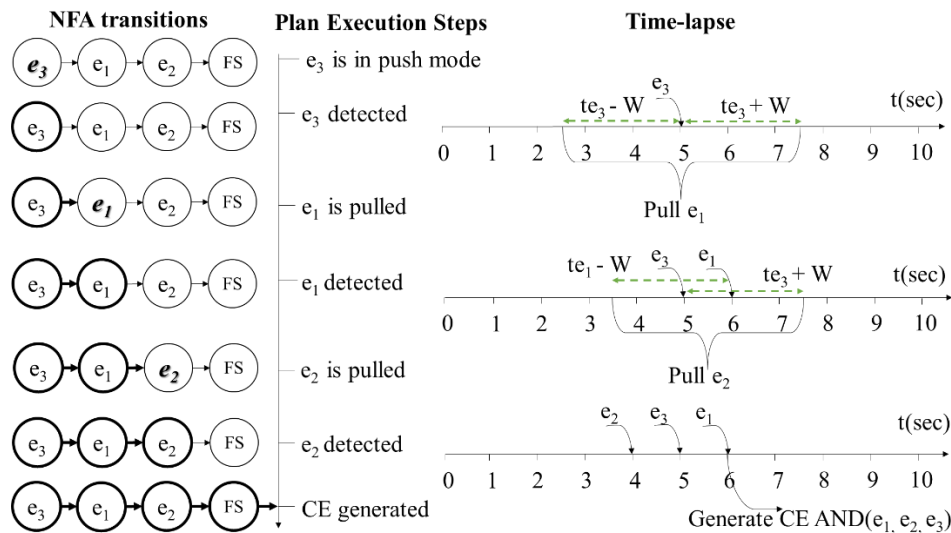 NFA transitions
Plan Execution Steps
Time-lapse
e3 e1 e2 FS
e3 is in push mode
e3 e1 e2 FS
e3 detected
e3
te3 - W te3 + W
t(sec)
0 1 2 3 4 5 6 7 8 9 10
Pull e1
e3 e1 e2 FS
e1 is pulled
e3 e1 e2 FS
e1 detected
te1 - W e3 e1 te3 + W
t(sec)
0 1 2 3 4 5 6 7 8 9 10
Pull e2
e3 e1 e2 FS
e2 is pulled
e3 e1 e2 FS
e2 detected
e2 e3 e1
t(sec)
0 1 2 3 4 5 6 7 8 9 10
e3 e1 e2 FS
CE generated
Generate CE AND(e1, e2, e3)